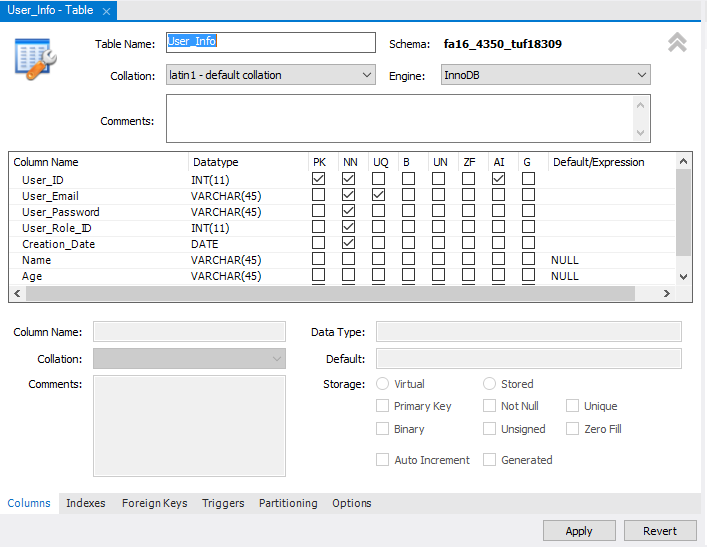 User_Info - Table ×
Table Name: User_Info Schema: fa16_4350_tuf18309
Collation: latin1 - default collation Engine: InnoDB
Comments:
Column Name Datatype PK NN UQ B UN ZF AI G Default/Expression
User_ID INT(11)
User_Email VARCHAR(45)
User_Password VARCHAR(45)
User_Role_ID INT(11)
Creation_Date DATE
Name VARCHAR(45) NULL
Age VARCHAR(45) NULL
Column Name: Data Type:
Collation: Default:
Comments: Storage: Virtual Stored
Primary Key Not Null Unique
Binary Unsigned Zero Fill
Auto Increment Generated
Columns Indexes Foreign Keys Triggers Partitioning Options
Apply Revert